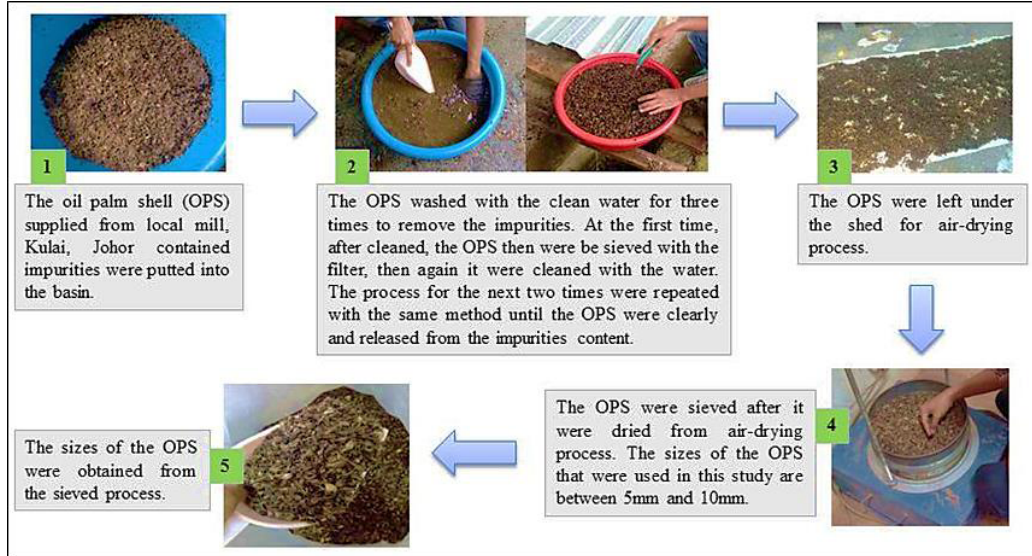 1
The oil palm shell (OPS)
supplied from local mill,
Kulai, Johor contained
impurities were putted into
the basin.
2
The OPS washed with the clean water for three
times to remove the impurities. At the first time,
after cleaned, the OPS then were be sieved with the
filter, then again it were cleaned with the water.
The process for the next two times were repeated
with the same method until the OPS were clearly
and released from the impurities content.
3
The OPS were left under
the shed for air-drying
process.
4
The OPS were sieved after it
were dried from air-drying
process. The sizes of the OPS
that were used in this study are
between 5mm and 10mm.
5
The sizes of the OPS
were obtained from
the sieved process.